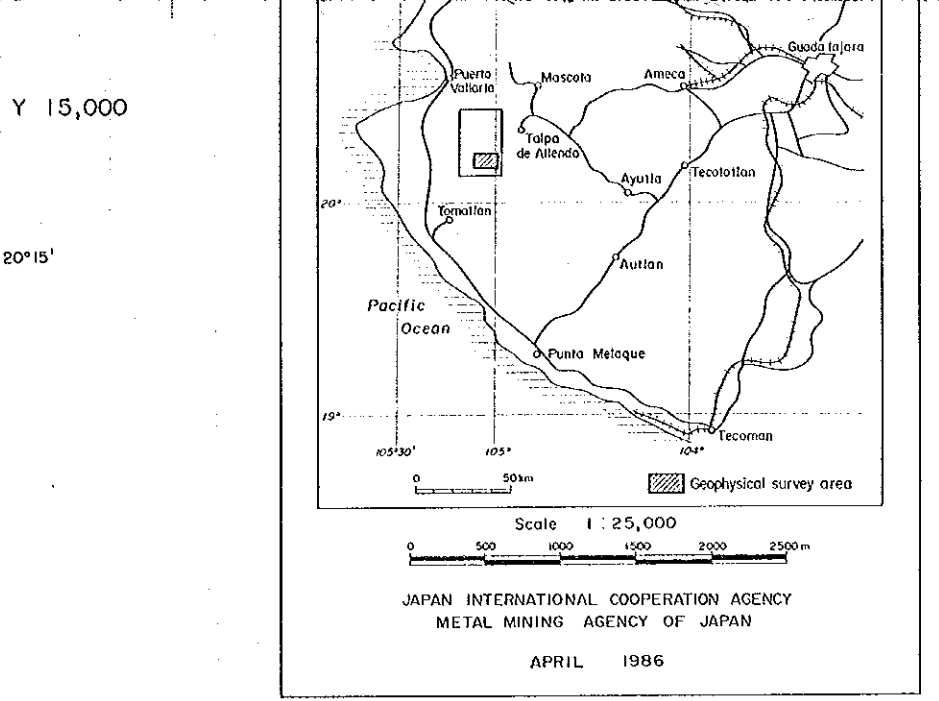 Guadalajara
Puerto
Vallarta
Mascota
Ameca
Y 15,000
Talpa
de Allende
Ayutla
Tecolotlan
20°
Tomatlan
20°15'
Autlan
Pacific
Ocean
Punta Melaque
19°
Tecoman
105°30' 105° 104°
0 50km
Geophysical survey area
Scale 1:25,000
0 500 1000 1500 2000 2500m
JAPAN INTERNATIONAL COOPERATION AGENCY
METAL MINING AGENCY OF JAPAN
APRIL 1986